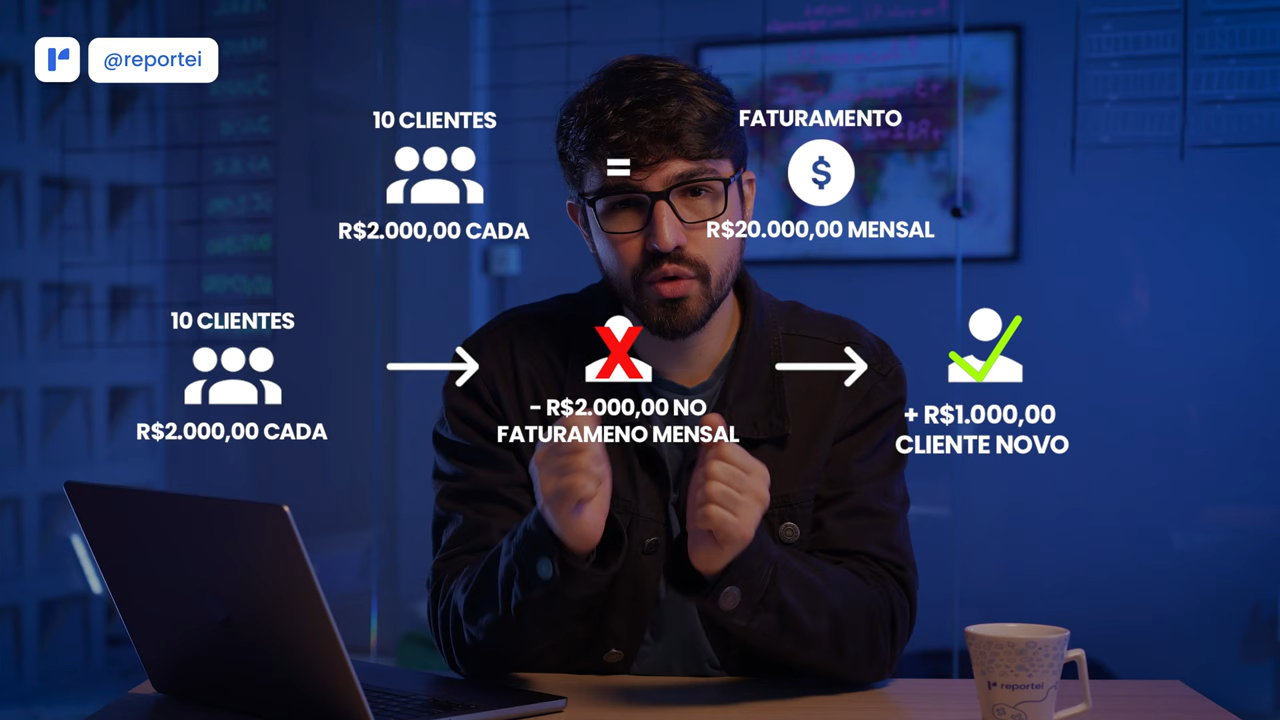 @reportei
10 CLIENTES
=
FATURAMENTO
$
R$2.000,00 CADA
R$20.000,00 MENSAL
10 CLIENTES
R$2.000,00 CADA
X
- R$2.000,00 NO
FATURAMENO MENSAL
+ R$1.000,00
CLIENTE NOVO
reportei